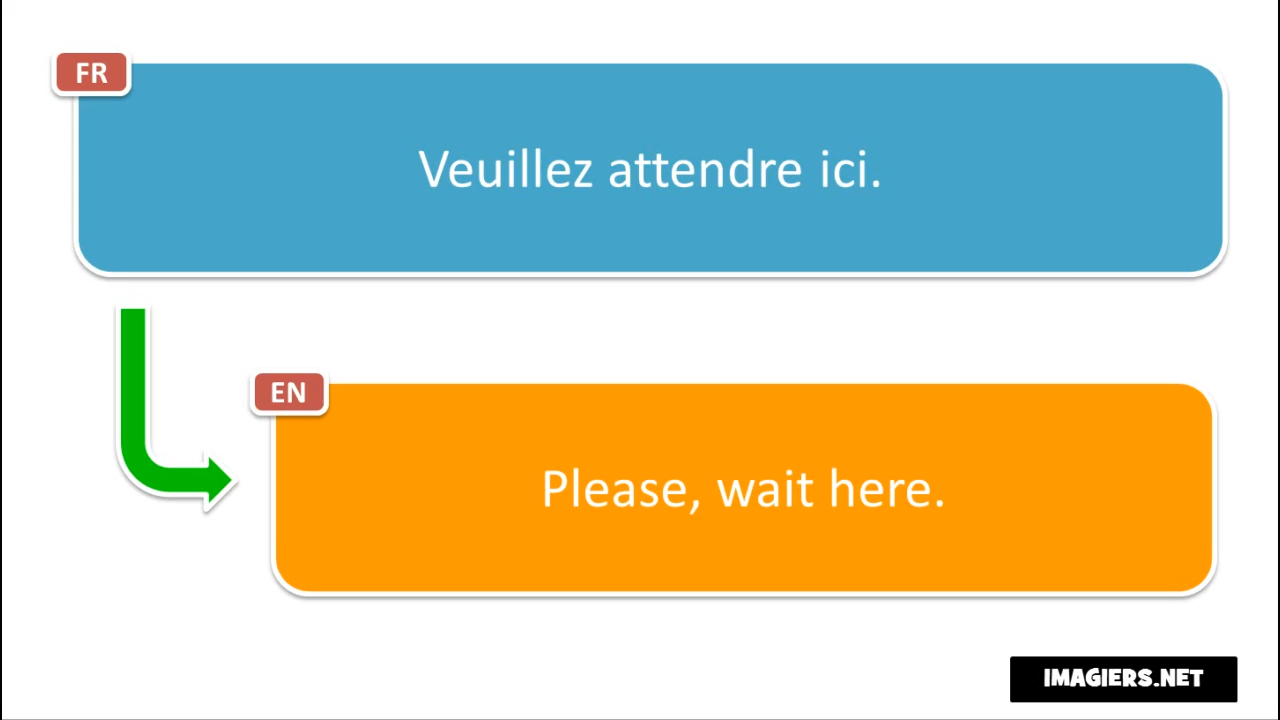 FR
Veuillez attendre ici.
EN
Please, wait here.
IMAGIERS.NET